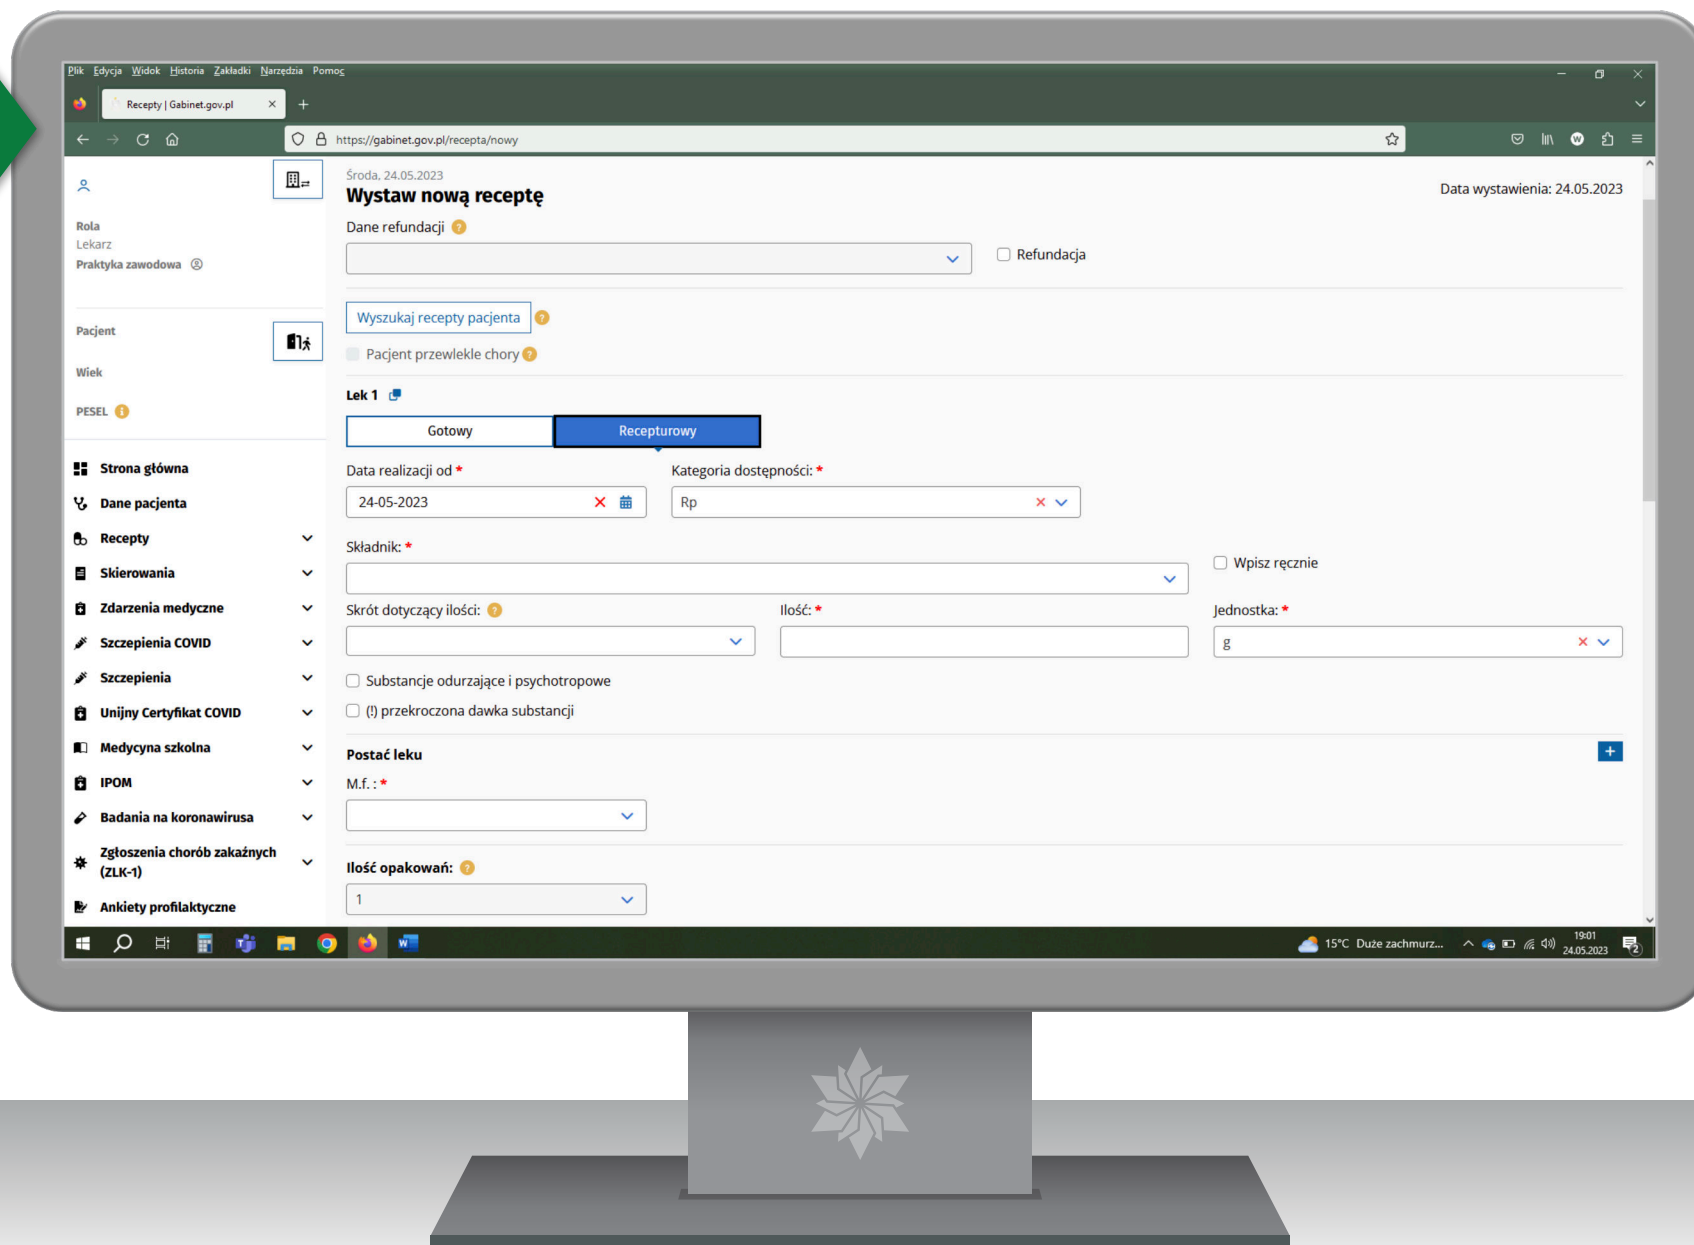 Plik Edycja Widok Historia Zakładki Narzędzia Pomoc
Recepty | Gabinet.gov.pl
https://gabinet.gov.pl/recepta/nowy
Rola
Lekarz
Praktyka zawodowa
Pacjent
Wiek
PESEL
Strona główna
Dane pacjenta
Recepty
Skierowania
Zdarzenia medyczne
Szczepienia COVID
Szczepienia
Unijny Certyfikat COVID
Medycyna szkolna
IPOM
Badania na koronawirusa
Zgłoszenia chorób zakaźnych
(ZLK-1)
Ankiety profilaktyczne
Środa, 24.05.2023
Wystaw nową receptę
Data wystawienia: 24.05.2023
Dane refundacji ?
Refundacja
Wyszukaj recepty pacjenta ?
Pacjent przewlekle chory ?
Lek 1
Gotowy Recepturowy
Data realizacji od * Kategoria dostępności: *
24-05-2023 Rp
Składnik: *
Wpisz ręcznie
Skrót dotyczący ilości: ? Ilość: * Jednostka: *
g
Substancje odurzające i psychotropowe
(!) przekroczona dawka substancji
Postać leku
M.f. : *
Ilość opakowań: ?
1
15°C Duże zachmurz...
19:01
24.05.2023
2